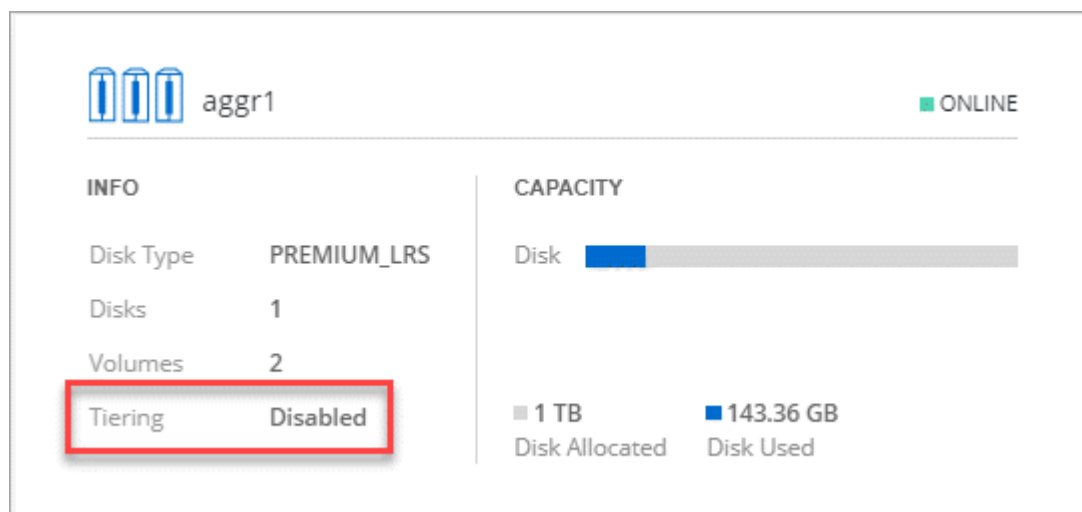 aggr1
ONLINE
INFO
Disk Type PREMIUM_LRS
Disks 1
Volumes 2
Tiering Disabled
CAPACITY
Disk
1 TB
Disk Allocated
143.36 GB
Disk Used